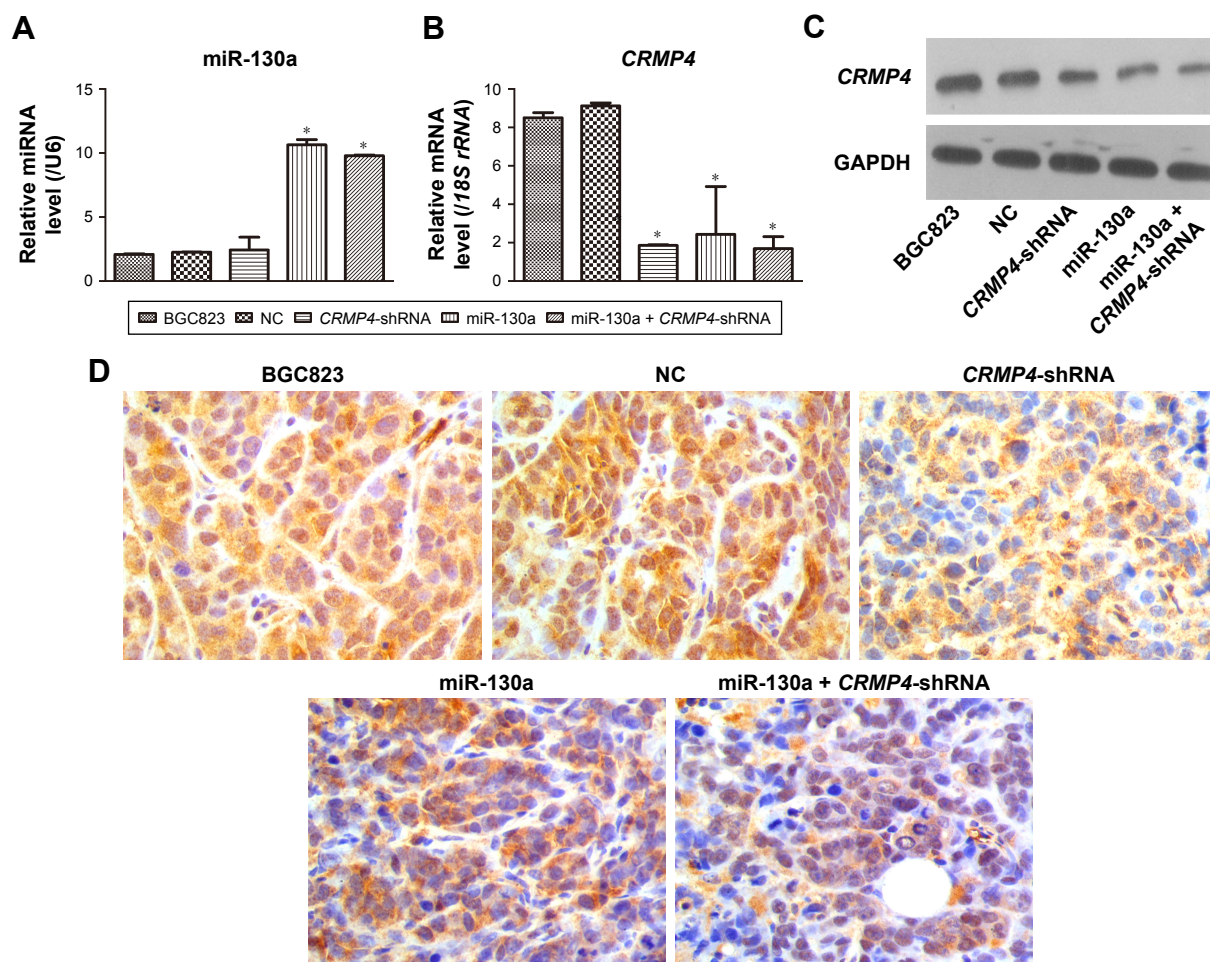 A
miR-130a
Relative miRNA
level (/U6)
15
10
5
0
*
*
B
CRMP4
Relative mRNA
level (/18S rRNA)
10
8
6
4
2
0
*
*
*
BGC823 NC CRMP4-shRNA miR-130a miR-130a + CRMP4-shRNA
C
CRMP4
GAPDH
BGC823
NC
CRMP4-shRNA
miR-130a
miR-130a +
CRMP4-shRNA
D
BGC823
NC
CRMP4-shRNA
miR-130a
miR-130a + CRMP4-shRNA